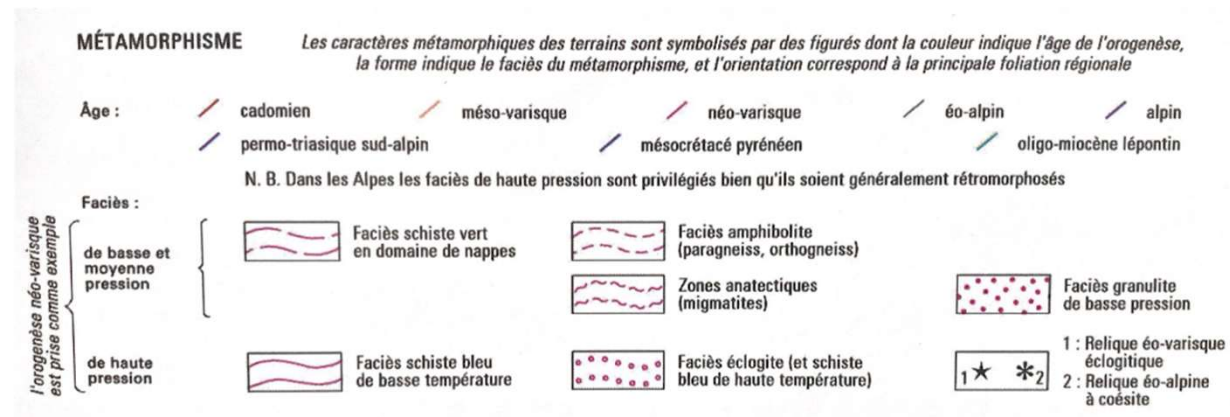 MÉTAMORPHISME
Les caractères métamorphiques des terrains sont symbolisés par des figurés dont la couleur indique l'âge de l'orogenèse,
la forme indique le faciès du métamorphisme, et l'orientation correspond à la principale foliation régionale
Âge :
cadomien
méso-varisque
néo-varisque
éo-alpin
alpin
permo-triasique sud-alpin
mésocrétacé pyrénéen
oligo-miocène lépontin
N. B. Dans les Alpes les faciès de haute pression sont privilégiés bien qu'ils soient généralement rétromorphosés
Faciès :
l'orogenèse néo-varisque
est prise comme exemple
de basse et
moyenne
pression
Faciès schiste vert
en domaine de nappes
Faciès amphibolite
(paragneiss, orthogneiss)
Zones anatectiques
(migmatites)
Faciès granulite
de basse pression
de haute
pression
Faciès schiste bleu
de basse température
Faciès éclogite (et schiste
bleu de haute température)
1
2
1 : Relique éo-varisque
éclogitique
2 : Relique éo-alpine
à coésite